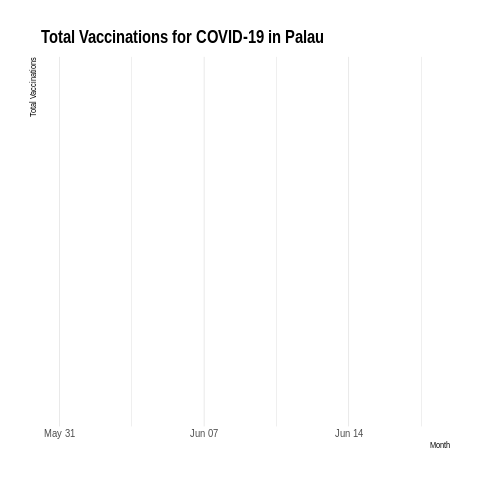 Total Vaccinations for COVID-19 in Palau
Total Vaccinations
May 31
Jun 07
Jun 14
Month